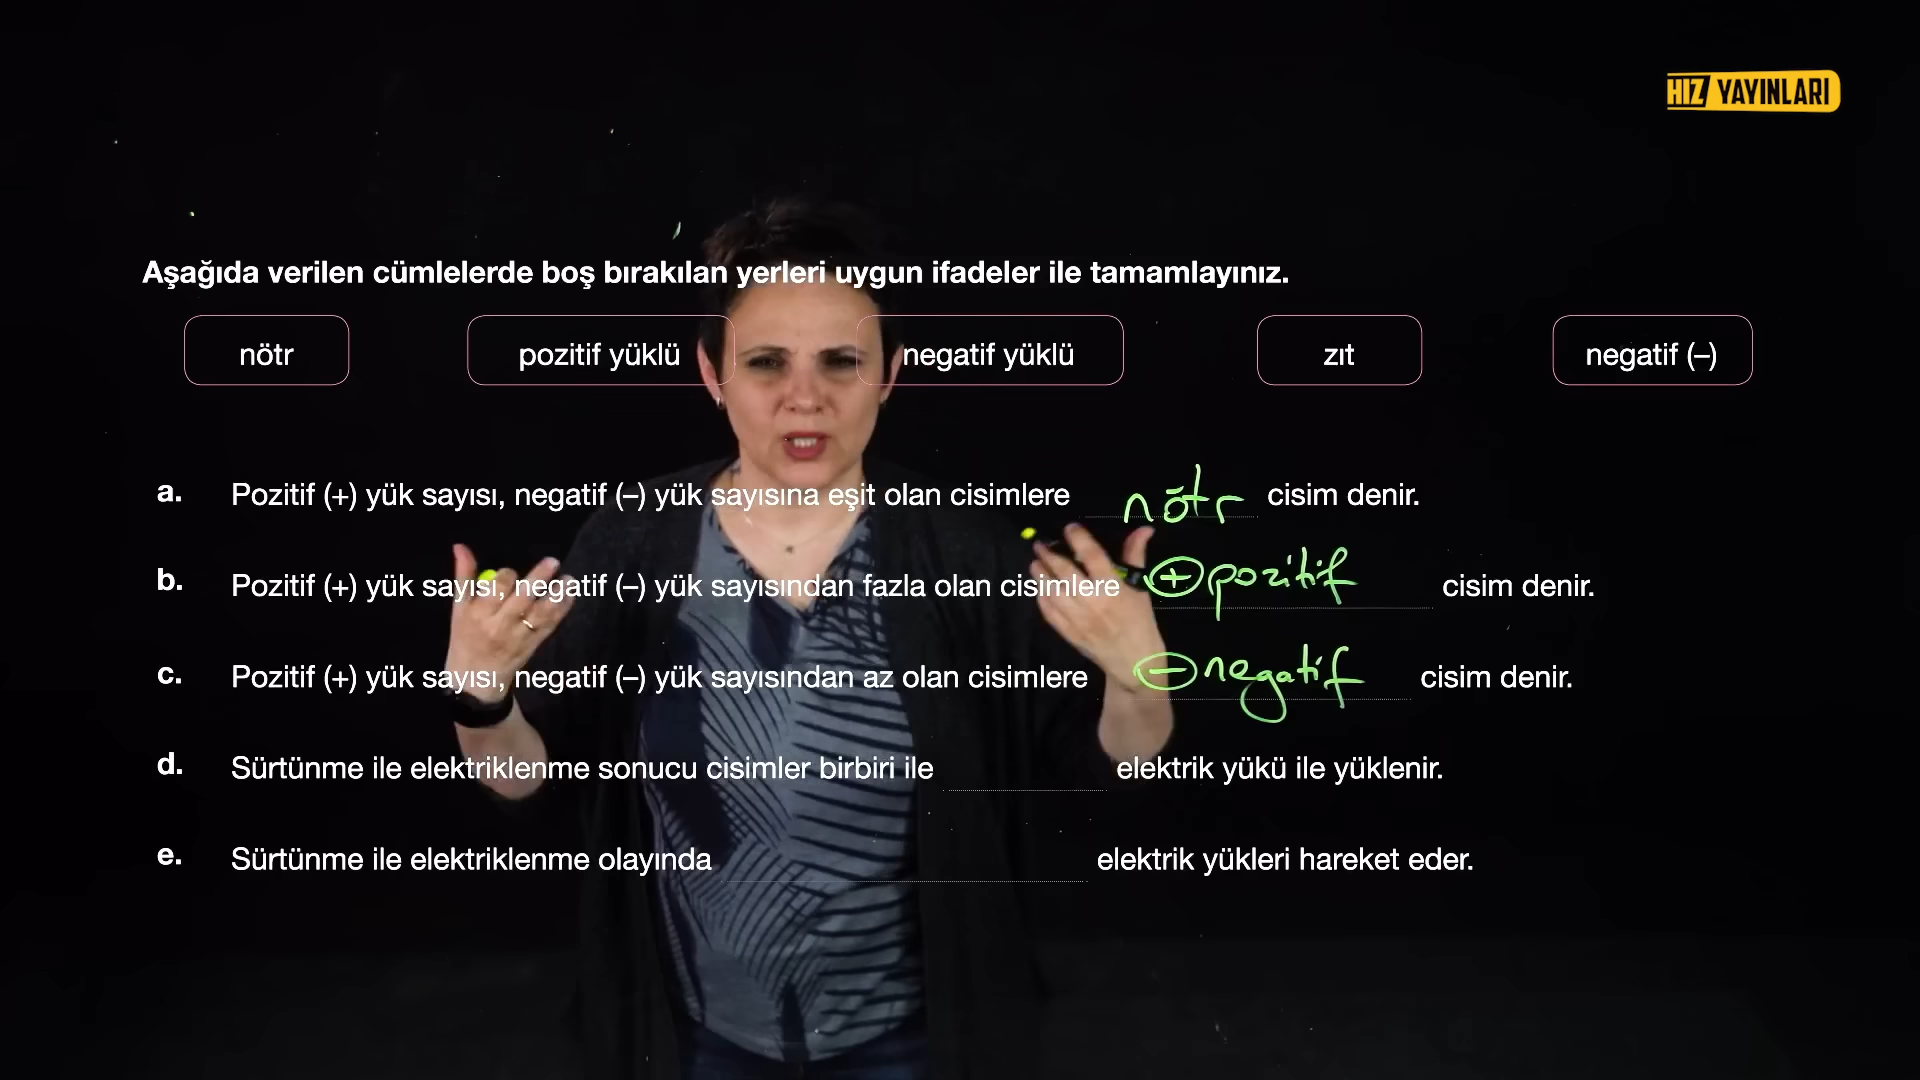 HIZ YAYINLARI
Aşağıda verilen cümlelerde boş bırakılan yerleri uygun ifadeler ile tamamlayınız.
nötr pozitif yüklü negatif yüklü zıt negatif (–)
a. Pozitif (+) yük sayısı, negatif (–) yük sayısına eşit olan cisimlere nötr cisim denir.
b. Pozitif (+) yük sayısı, negatif (–) yük sayısından fazla olan cisimlere + pozitif cisim denir.
c. Pozitif (+) yük sayısı, negatif (–) yük sayısından az olan cisimlere – negatif cisim denir.
d. Sürtünme ile elektriklenme sonucu cisimler birbiri ile elektrik yükü ile yüklenir.
e. Sürtünme ile elektriklenme olayında elektrik yükleri hareket eder.